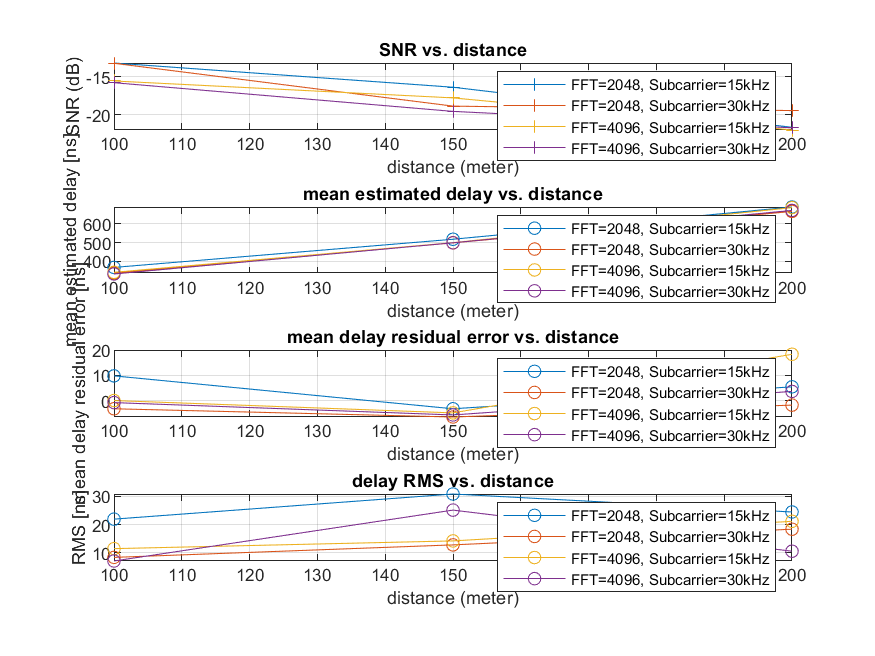 SNR vs. distance
SNR (dB)
-15
-20
FFT=2048, Subcarrier=15kHz
FFT=2048, Subcarrier=30kHz
FFT=4096, Subcarrier=15kHz
FFT=4096, Subcarrier=30kHz
100 110 120 130 140 150 200
distance (meter)
mean estimated delay vs. distance
mean estimated delay [ns]
600
500
400
FFT=2048, Subcarrier=15kHz
FFT=2048, Subcarrier=30kHz
FFT=4096, Subcarrier=15kHz
FFT=4096, Subcarrier=30kHz
100 110 120 130 140 150 200
distance (meter)
mean delay residual error vs. distance
mean delay residual error [ns]
20
10
0
FFT=2048, Subcarrier=15kHz
FFT=2048, Subcarrier=30kHz
FFT=4096, Subcarrier=15kHz
FFT=4096, Subcarrier=30kHz
100 110 120 130 140 150 200
distance (meter)
delay RMS vs. distance
RMS [ns]
30
20
10
FFT=2048, Subcarrier=15kHz
FFT=2048, Subcarrier=30kHz
FFT=4096, Subcarrier=15kHz
FFT=4096, Subcarrier=30kHz
100 110 120 130 140 150 200
distance (meter)